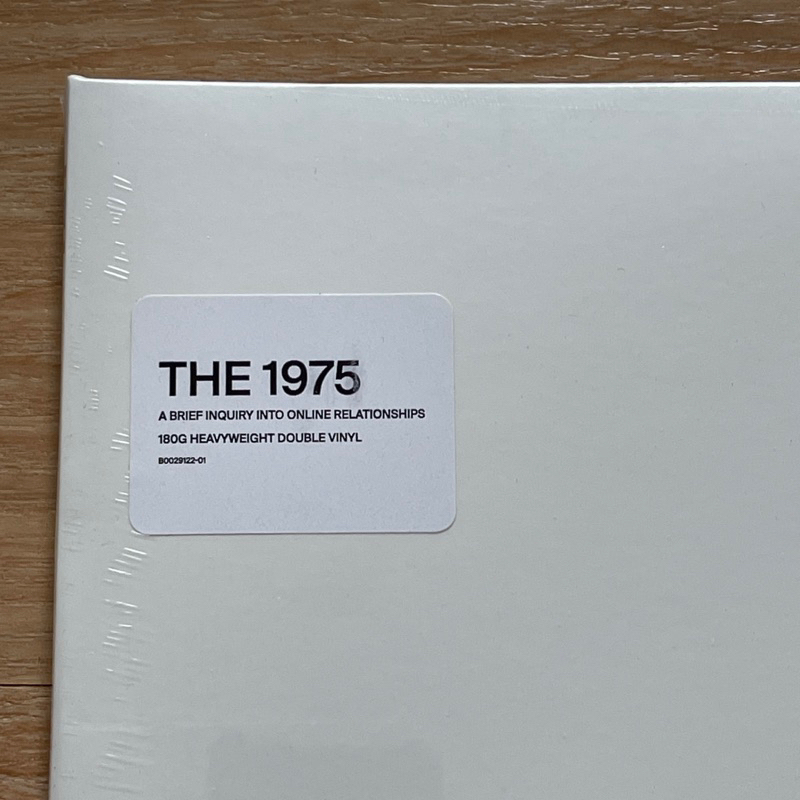 THE 1975
A BRIEF INQUIRY INTO ONLINE RELATIONSHIPS
180G HEAVYWEIGHT DOUBLE VINYL
B0029122-01